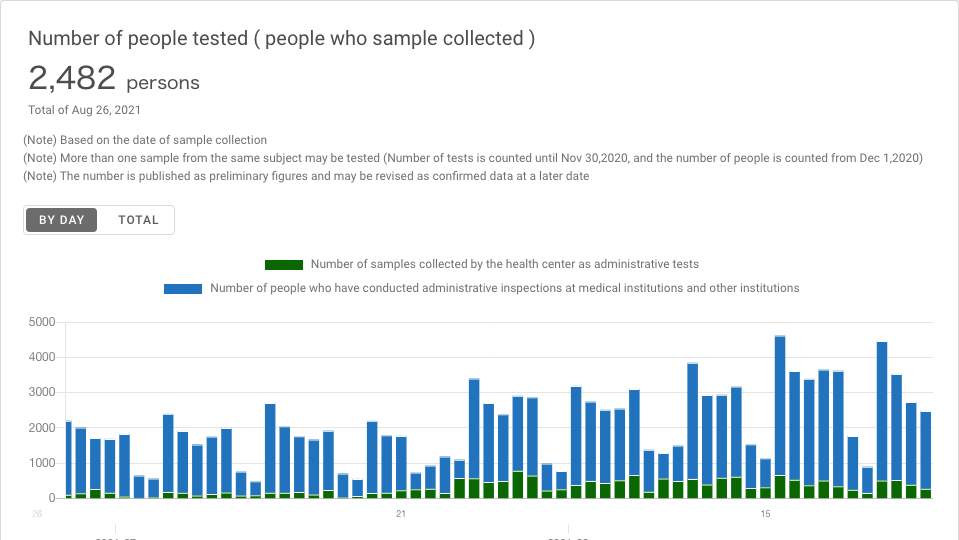 Number of people tested ( people who sample collected )
2,482 persons
Total of Aug 26, 2021
(Note) Based on the date of sample collection
(Note) More than one sample from the same subject may be tested (Number of tests is counted until Nov 30,2020, and the number of people is counted from Dec 1,2020)
(Note) The number is published as preliminary figures and may be revised as confirmed data at a later date
BY DAY TOTAL
Number of samples collected by the health center as administrative tests
Number of people who have conducted administrative inspections at medical institutions and other institutions
5000
4000
3000
2000
1000
0
26 21 15